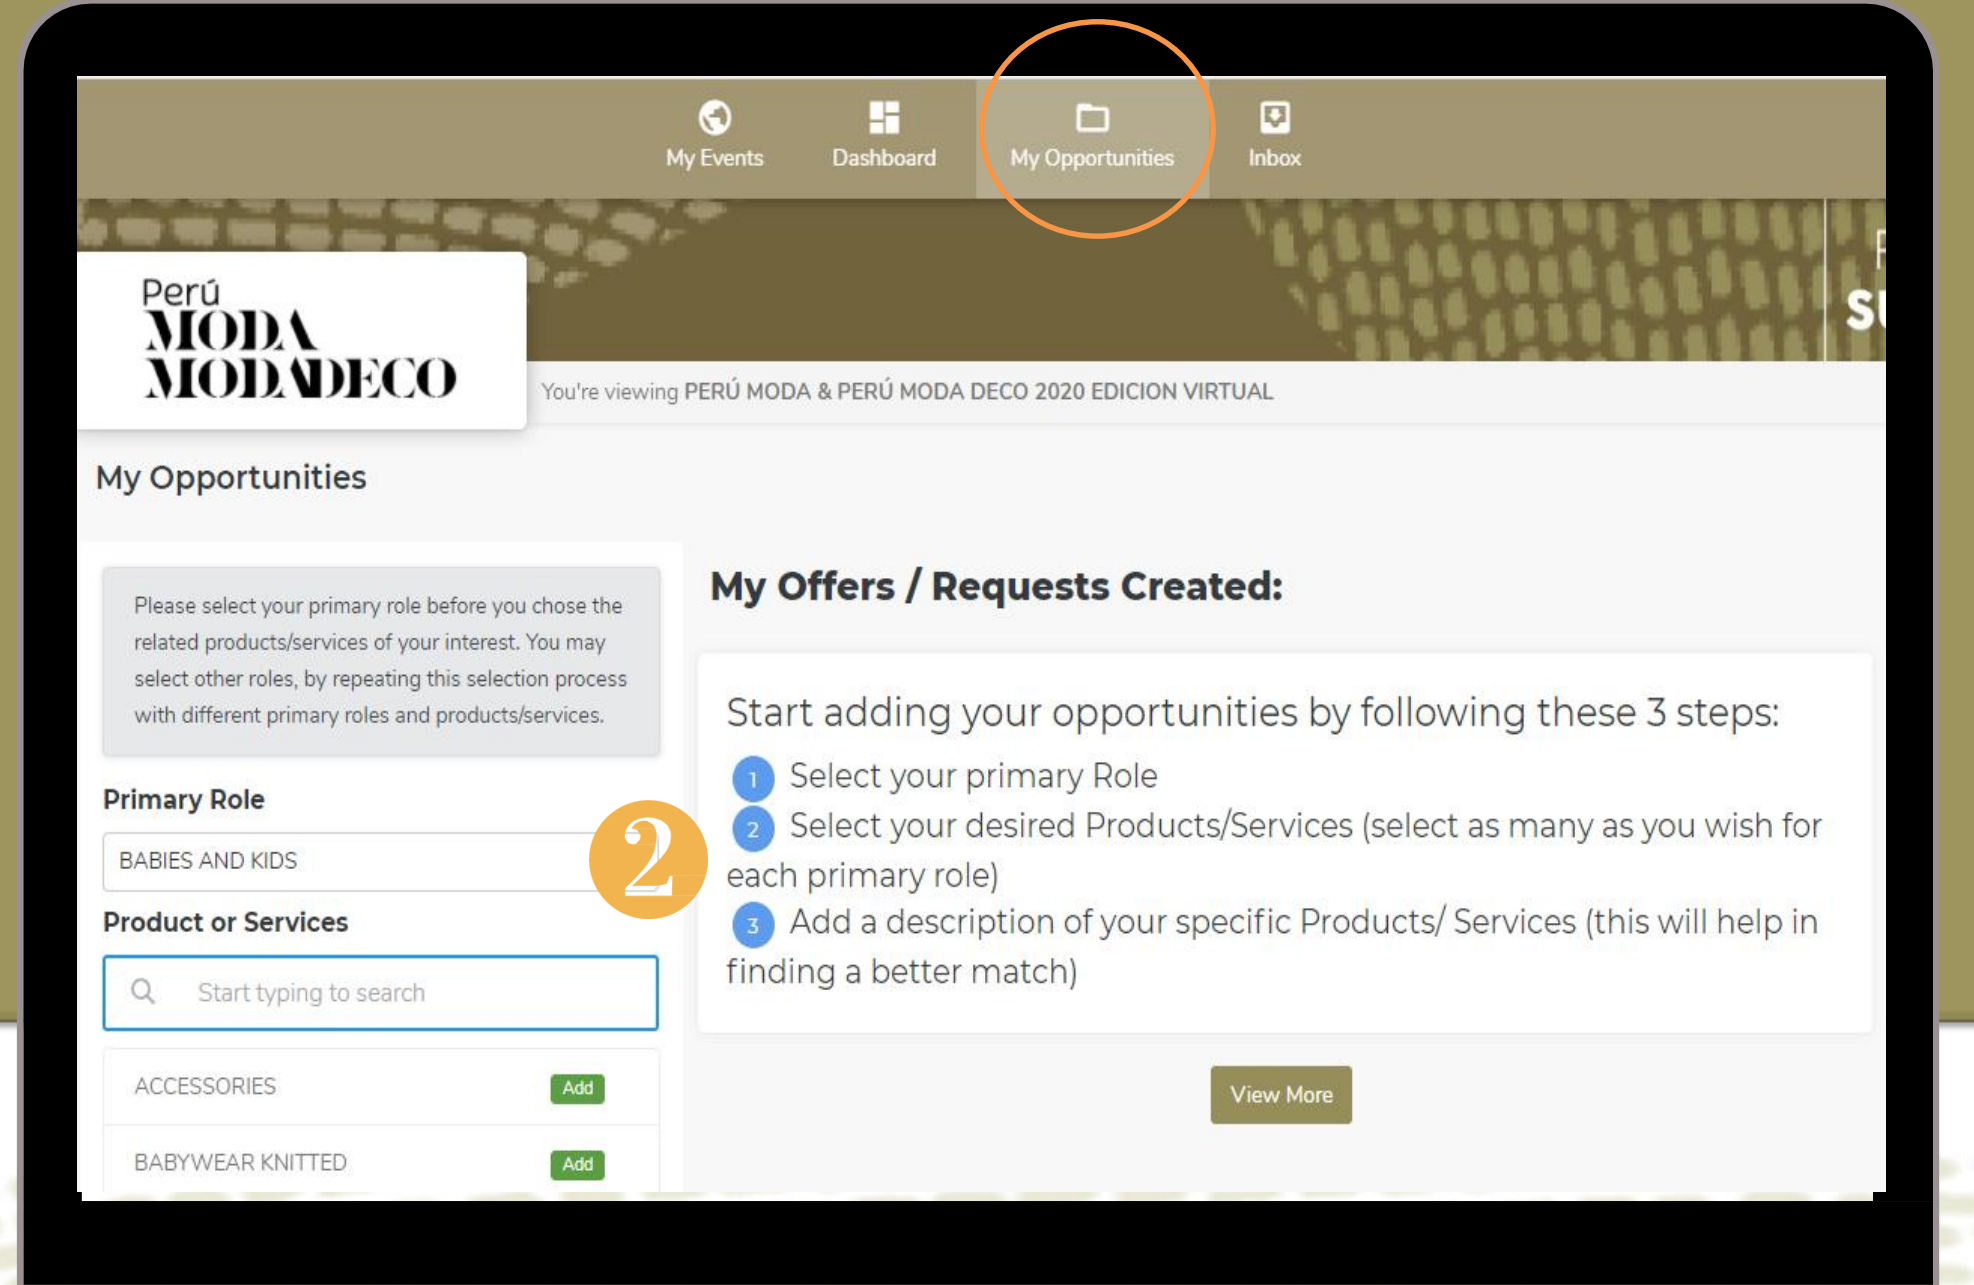 My Events
Dashboard
My Opportunities
Inbox
Perú
MODA
MODADECO
You're viewing PERÚ MODA & PERÚ MODA DECO 2020 EDICION VIRTUAL
My Opportunities
Please select your primary role before you chose the
related products/services of your interest. You may
select other roles, by repeating this selection process
with different primary roles and products/services.
Primary Role
BABIES AND KIDS
2
Product or Services
Start typing to search
ACCESSORIES
Add
BABYWEAR KNITTED
Add
My Offers / Requests Created:
Start adding your opportunities by following these 3 steps:
1 Select your primary Role
2 Select your desired Products/Services (select as many as you wish for
each primary role)
3 Add a description of your specific Products/ Services (this will help in
finding a better match)
View More